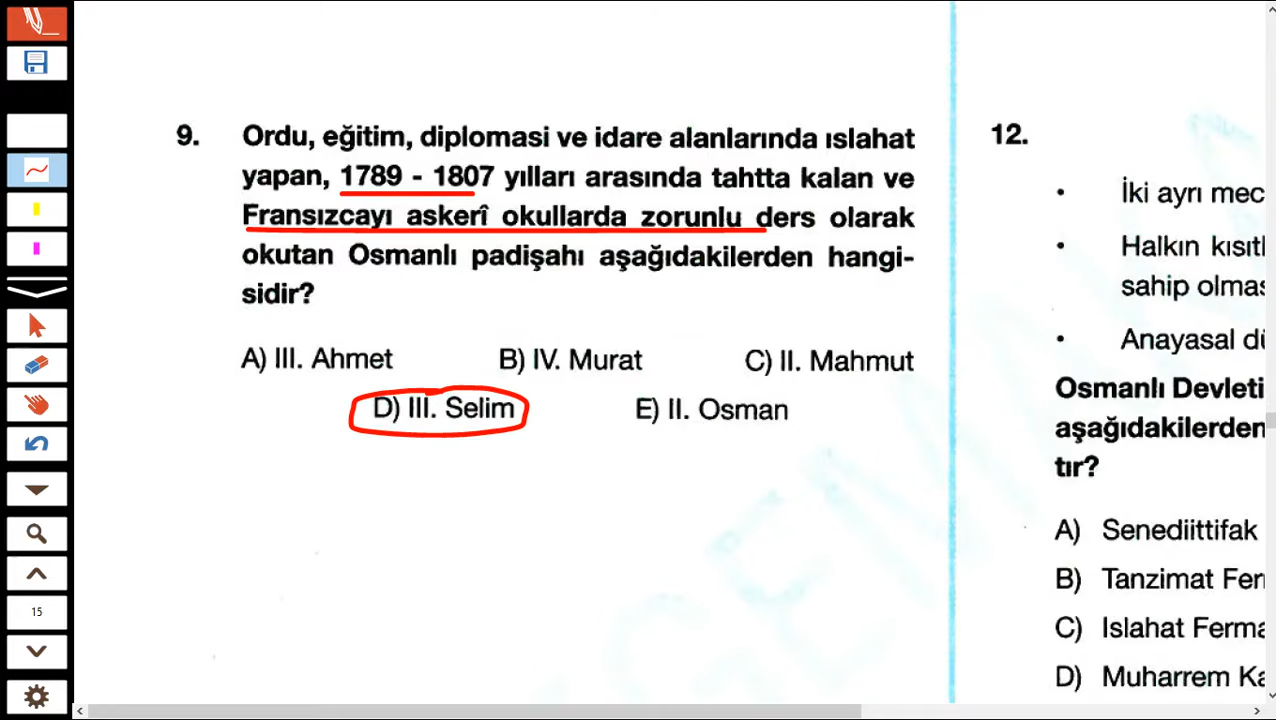 9. Ordu, eğitim, diplomasi ve idare alanlarında ıslahat
yapan, 1789 - 1807 yılları arasında tahtta kalan ve
Fransızcayı askerî okullarda zorunlu ders olarak
okutan Osmanlı padişahı aşağıdakilerden hangi-
sidir?
A) III. Ahmet B) IV. Murat C) II. Mahmut
D) III. Selim E) II. Osman
12.
• İki ayrı mec
• Halkın kısıtl
sahip olmas
• Anayasal dü
Osmanlı Devleti
aşağıdakilerden
tır?
A) Senediittifak
B) Tanzimat Fer
C) Islahat Ferma
D) Muharrem Ka
15